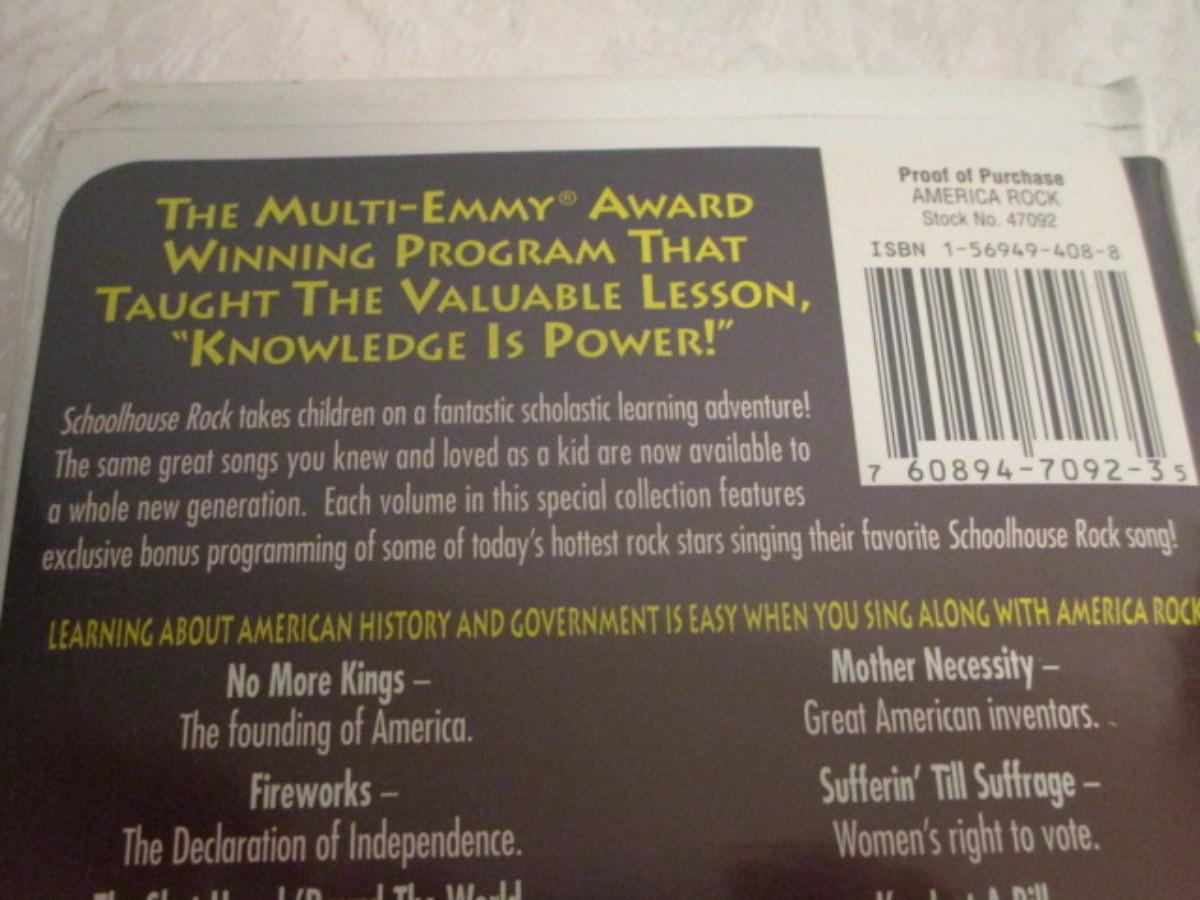 THE MULTI-EMMY® AWARD
WINNING PROGRAM THAT
TAUGHT THE VALUABLE LESSON,
"KNOWLEDGE IS POWER!"
Proof of Purchase
AMERICA ROCK
Stock No. 47092
ISBN 1-56949-408-8
7 60894-7092-3 5
Schoolhouse Rock takes children on a fantastic scholastic learning adventure!
The same great songs you knew and loved as a kid are now available to
a whole new generation. Each volume in this special collection features
exclusive bonus programming of some of today's hottest rock stars singing their favorite Schoolhouse Rock song!
LEARNING ABOUT AMERICAN HISTORY AND GOVERNMENT IS EASY WHEN YOU SING ALONG WITH AMERICA ROCK
No More Kings –
The founding of America.
Fireworks –
The Declaration of Independence.
The Shot Heard 'Round The World
Mother Necessity –
Great American inventors.
Sufferin' Till Suffrage –
Women's right to vote.